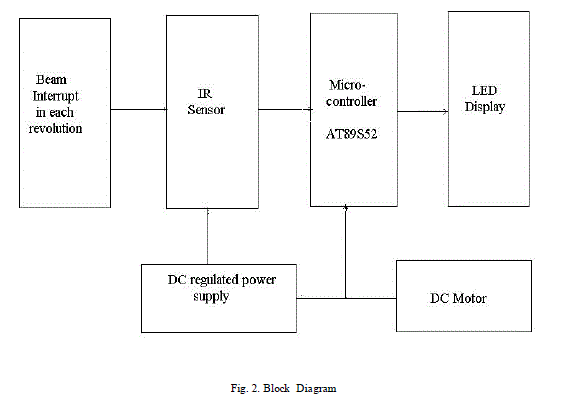 Beam
Interrupt
in each
revolution
IR
Sensor
Micro-
controller
AT89S52
LED
Display
DC regulated power
supply
DC Motor
Fig. 2. Block Diagram